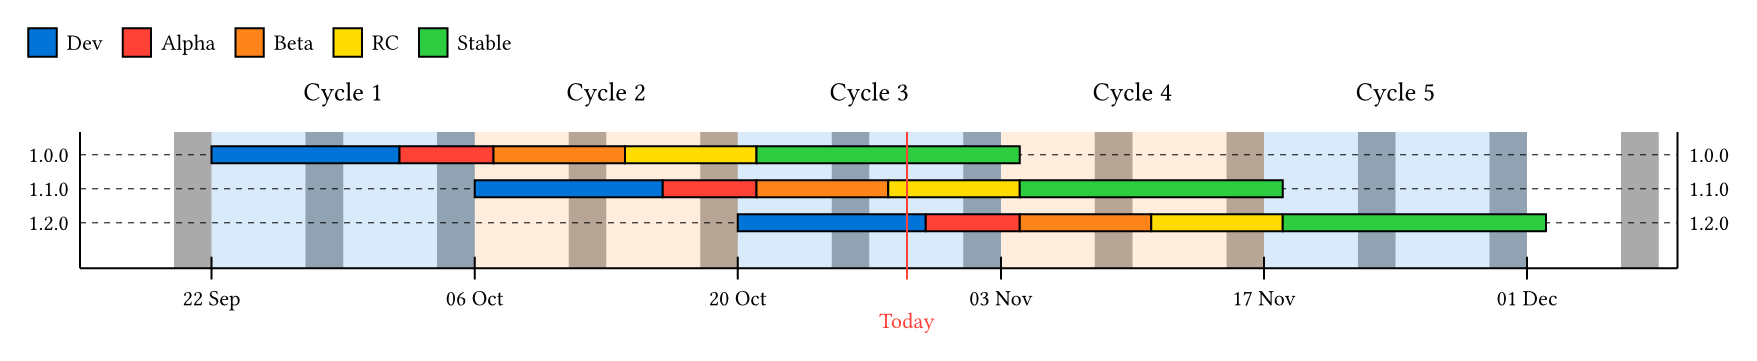 Dev Alpha Beta RC Stable
Cycle 1 Cycle 2 Cycle 3 Cycle 4 Cycle 5
1.0.0 1.0.0
1.1.0 1.1.0
1.2.0 1.2.0
22 Sep 06 Oct 20 Oct 03 Nov 17 Nov 01 Dec
Today